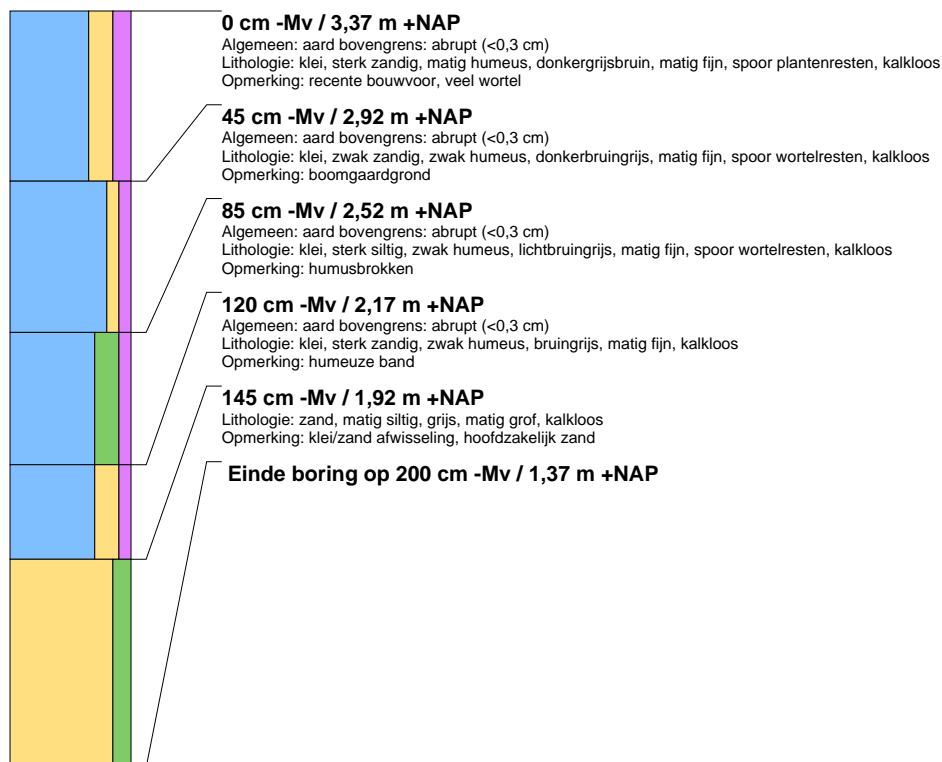 0 cm -Mv / 3,37 m +NAP
Algemeen: aard bovengrens: abrupt (<0,3 cm)
Lithologie: klei, sterk zandig, matig humeus, donkergrijsbruin, matig fijn, spoor plantenresten, kalkloos
Opmerking: recente bouwvoor, veel wortel
45 cm -Mv / 2,92 m +NAP
Algemeen: aard bovengrens: abrupt (<0,3 cm)
Lithologie: klei, zwak zandig, zwak humeus, donkerbruingrijs, matig fijn, spoor wortelresten, kalkloos
Opmerking: boomgaardgrond
85 cm -Mv / 2,52 m +NAP
Algemeen: aard bovengrens: abrupt (<0,3 cm)
Lithologie: klei, sterk siltig, zwak humeus, lichtbruingrijs, matig fijn, spoor wortelresten, kalkloos
Opmerking: humusbrokken
120 cm -Mv / 2,17 m +NAP
Algemeen: aard bovengrens: abrupt (<0,3 cm)
Lithologie: klei, sterk zandig, zwak humeus, bruingrijs, matig fijn, kalkloos
Opmerking: humeuze band
145 cm -Mv / 1,92 m +NAP
Lithologie: zand, matig siltig, grijs, matig grof, kalkloos
Opmerking: klei/zand afwisseling, hoofdzakelijk zand
Einde boring op 200 cm -Mv / 1,37 m +NAP